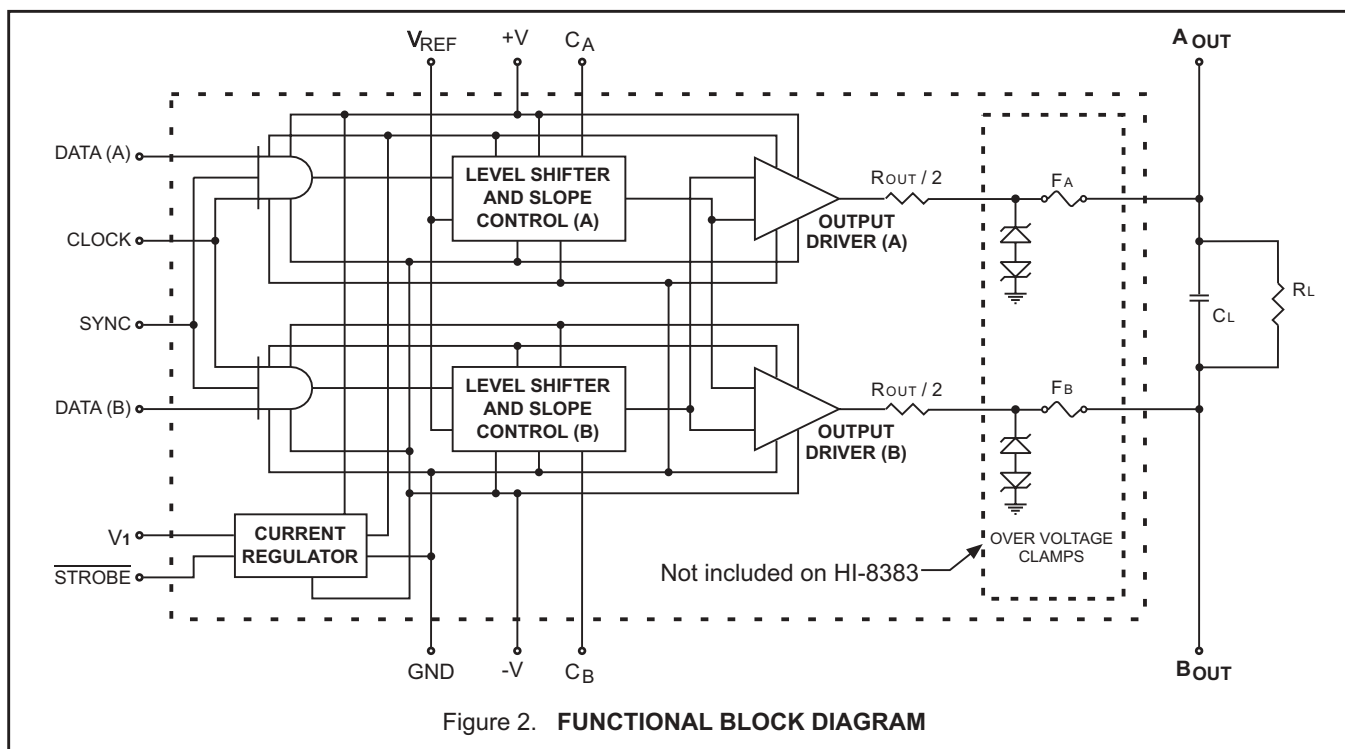 VREF
+V
CA
AOUT
DATA (A)
LEVEL SHIFTER
AND SLOPE
CONTROL (A)
ROUT / 2
FA
OUTPUT
DRIVER (A)
CLOCK
SYNC
CL
RL
DATA (B)
LEVEL SHIFTER
AND SLOPE
CONTROL (B)
ROUT / 2
FB
OUTPUT
DRIVER (B)
V1
STROBE
CURRENT
REGULATOR
OVER VOLTAGE
CLAMPS
Not included on HI-8383
GND
-V
CB
BOUT
Figure 2. FUNCTIONAL BLOCK DIAGRAM